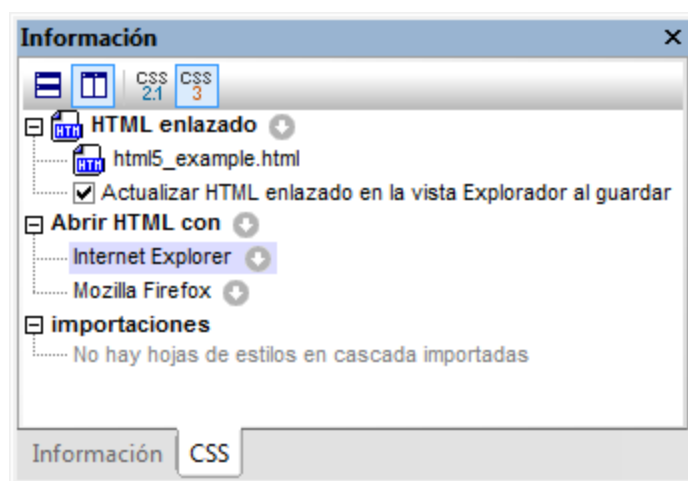 Información
CSS 2.1 CSS 3
HTML enlazado
html5_example.html
Actualizar HTML enlazado en la vista Explorador al guardar
Abrir HTML con
Internet Explorer
Mozilla Firefox
importaciones
No hay hojas de estilos en cascada importadas
Información CSS